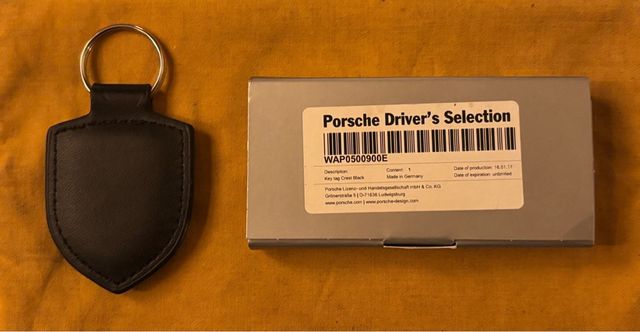 Porsche Driver's Selection
WAP0500900E
Description: Content: 1 Date of production: 16.01.17
Key tag Crest Black Made in Germany Date of expiration: unlimited
Porsche Lizenz- und Handelsgesellschaft mbH & Co. KG
Grönerstraße 5 | D-71636 Ludwigsburg
www.porsche.com | www.porsche-design.com